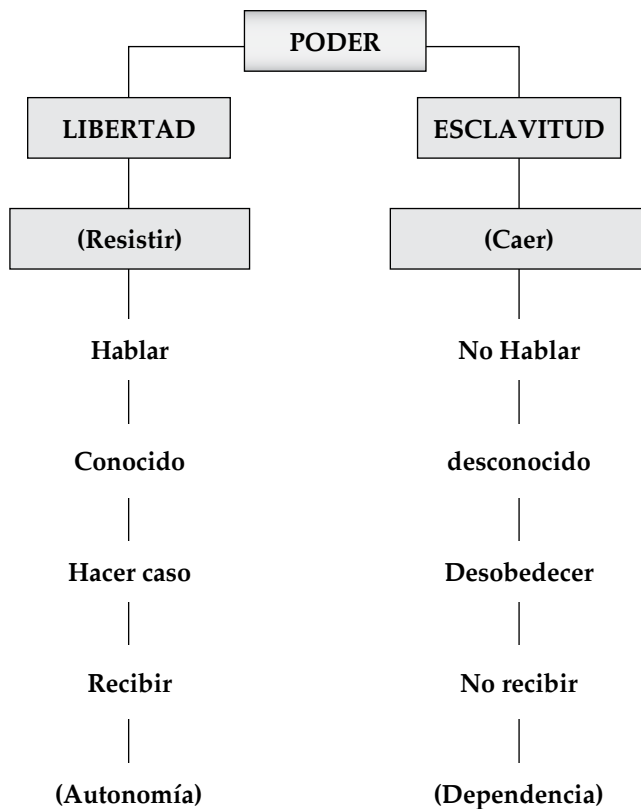 PODER
LIBERTAD
ESCLAVITUD
(Resistir)
(Caer)
Hablar
No Hablar
Conocido
desconocido
Hacer caso
Desobedecer
Recibir
No recibir
(Autonomía)
(Dependencia)